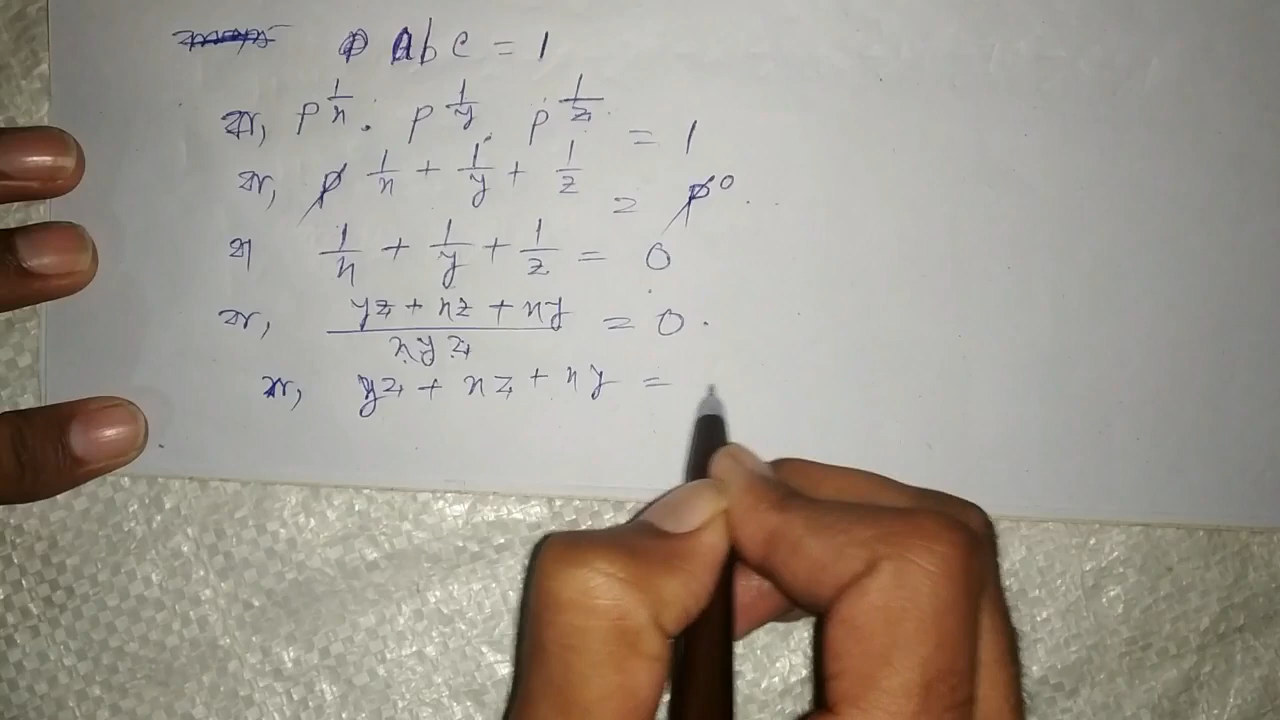 abc = 1
বা, p^{1/x} . p^{1/y} . p^{1/z} = 1
বা, p^{1/x + 1/y + 1/z} = p^0
বা 1/x + 1/y + 1/z = 0
বা, (yz + xz + xy)/(xyz) = 0
বা, yz + xz + xy =